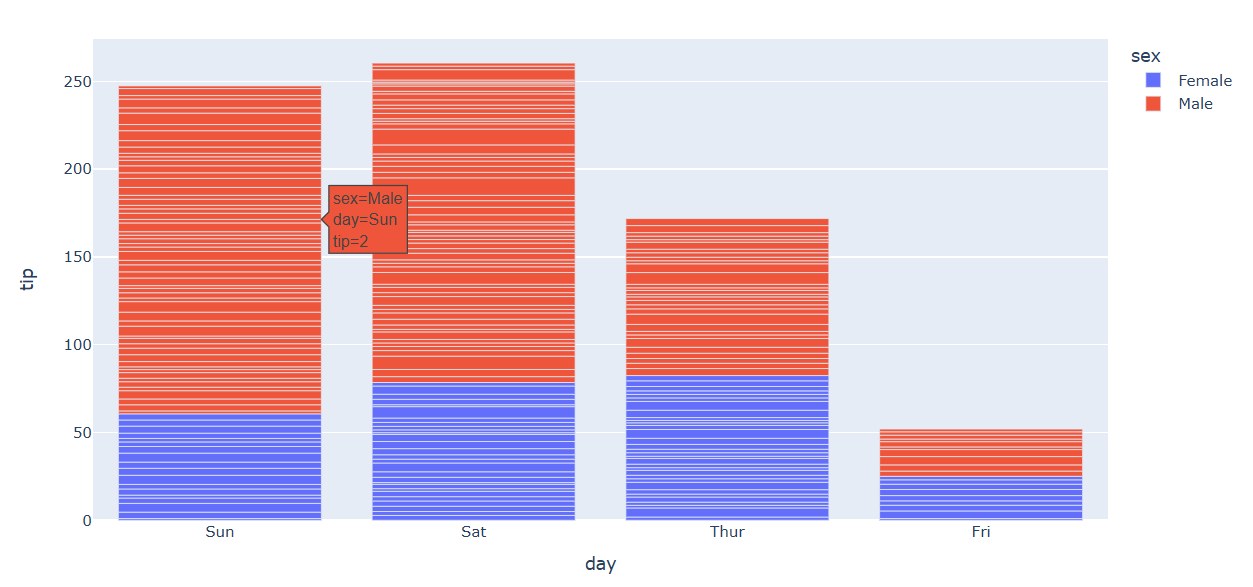 sex
Female
Male
250
200
150
100
50
0
tip
sex=Male
day=Sun
tip=2
Sun Sat Thur Fri
day